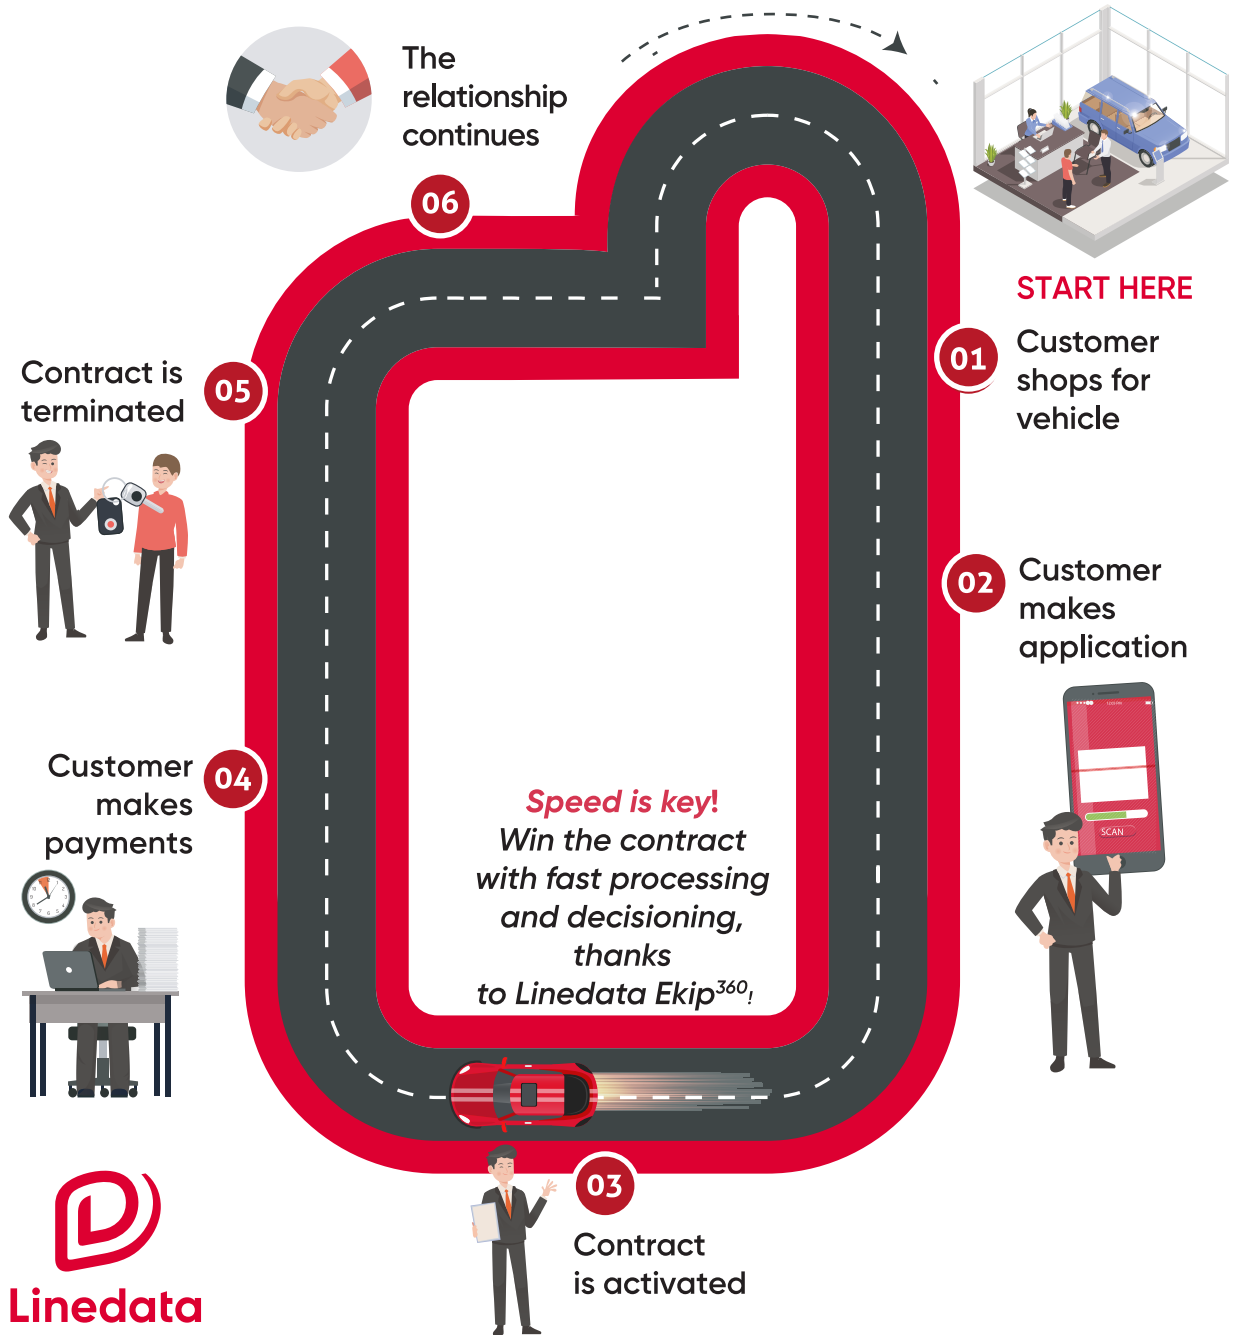 START HERE
01
Customer
shops for
vehicle
02
Customer
makes
application
SCAN
03
Contract
is activated
04
Customer
makes
payments
05
Contract is
terminated
06
The
relationship
continues
Speed is key!
Win the contract
with fast processing
and decisioning,
thanks
to Linedata Ekip360!
Linedata